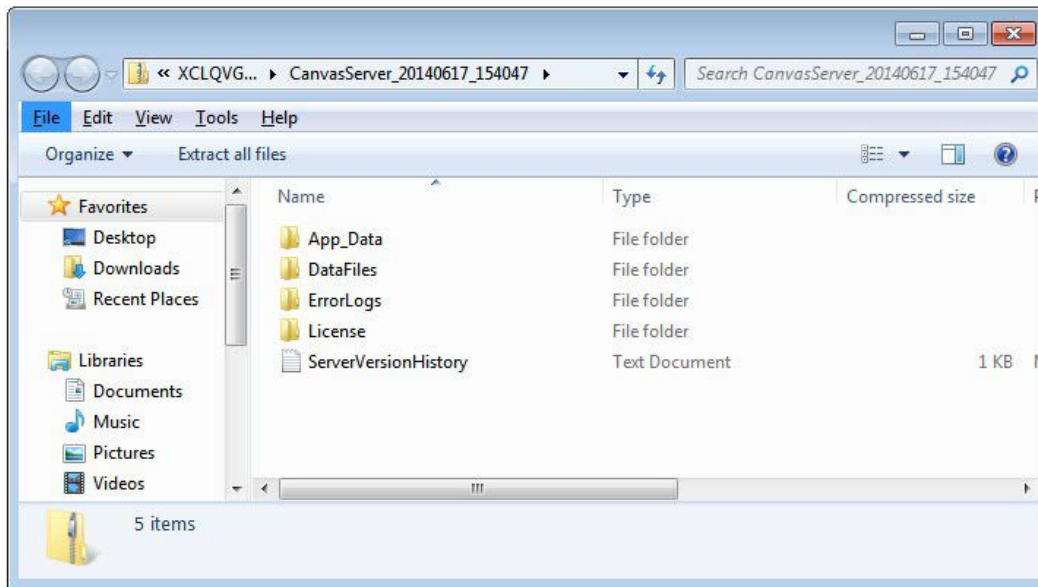 « XCLQVG... ▸ CanvasServer_20140617_154047 ▸ Search CanvasServer_20140617_154047
File Edit View Tools Help
Organize Extract all files
Name Type Compressed size
Favorites
Desktop
Downloads
Recent Places
Libraries
Documents
Music
Pictures
Videos
App_Data File folder
DataFiles File folder
ErrorLogs File folder
License File folder
ServerVersionHistory Text Document 1 KB
5 items